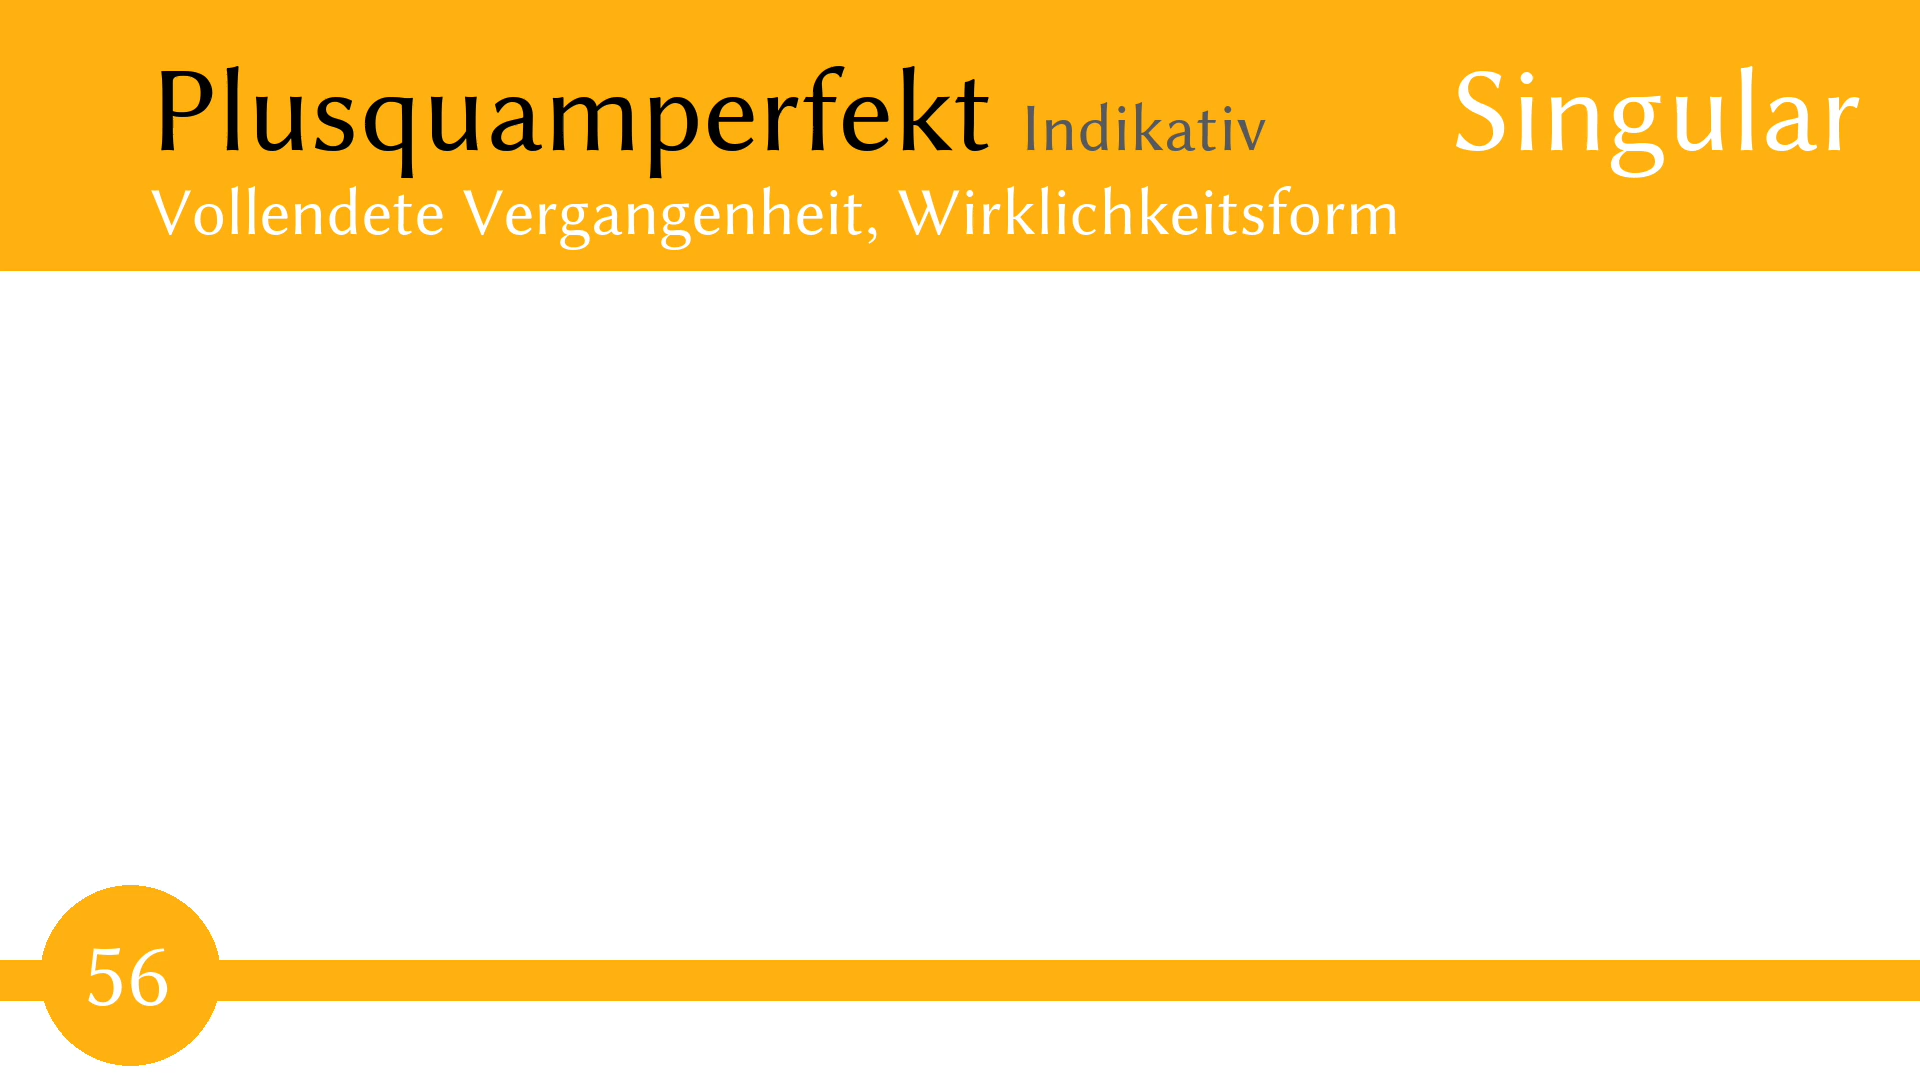 Plusquamperfekt Indikativ Singular
Vollendete Vergangenheit, Wirklichkeitsform
56